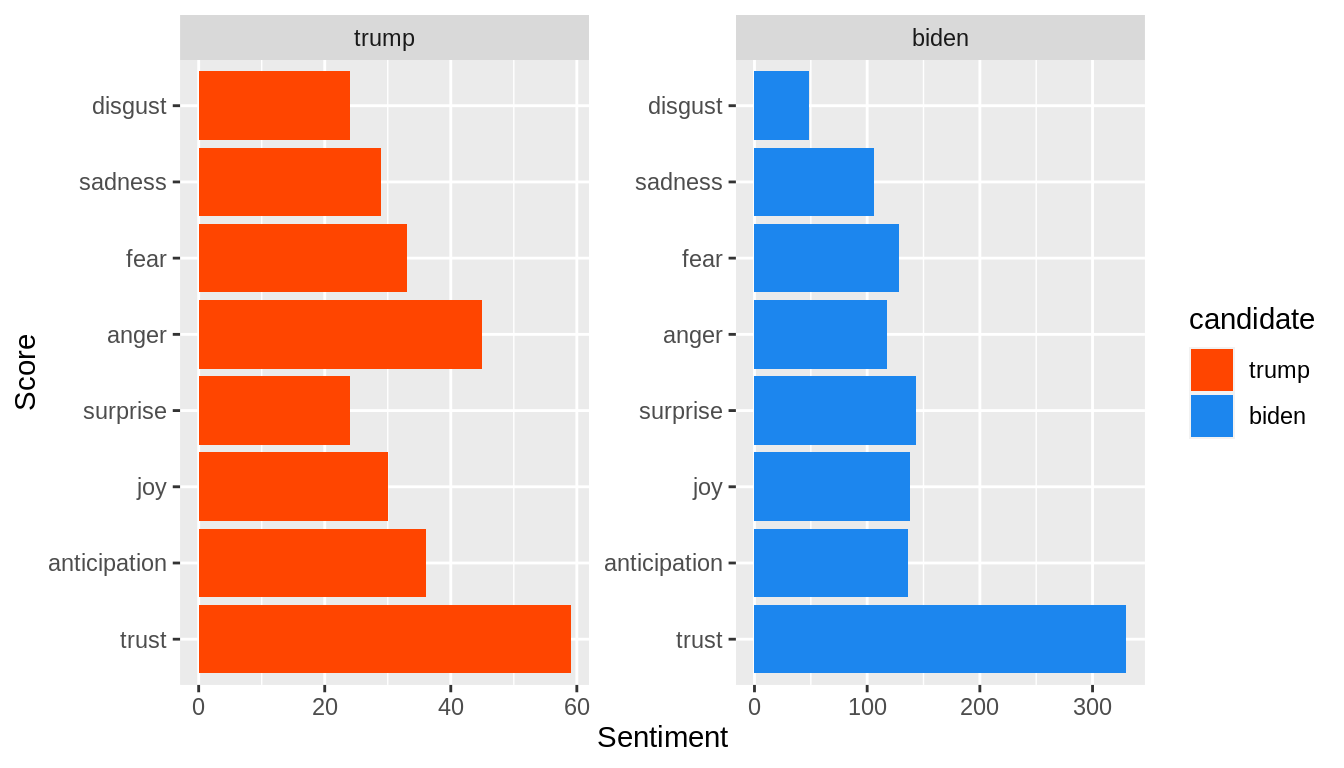 trump
biden
disgust
sadness
fear
anger
surprise
joy
anticipation
trust
disgust
sadness
fear
anger
surprise
joy
anticipation
trust
Score
0 20 40 60
0 100 200 300
Sentiment
candidate
trump
biden